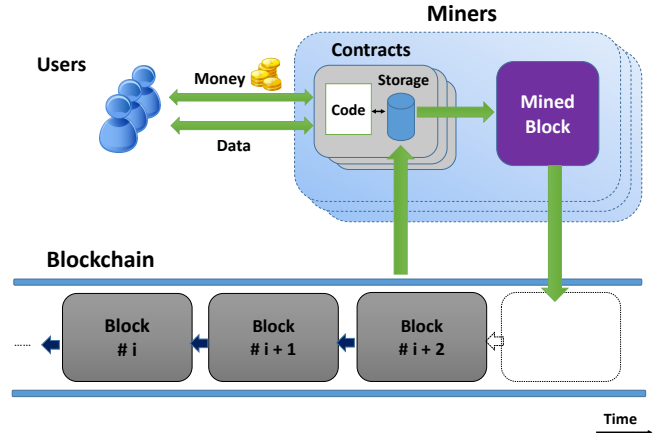 Miners
Contracts
Users
Money
Storage
Code
Mined
Block
Data
Blockchain
Block
# i
Block
# i + 1
Block
# i + 2
......
Time